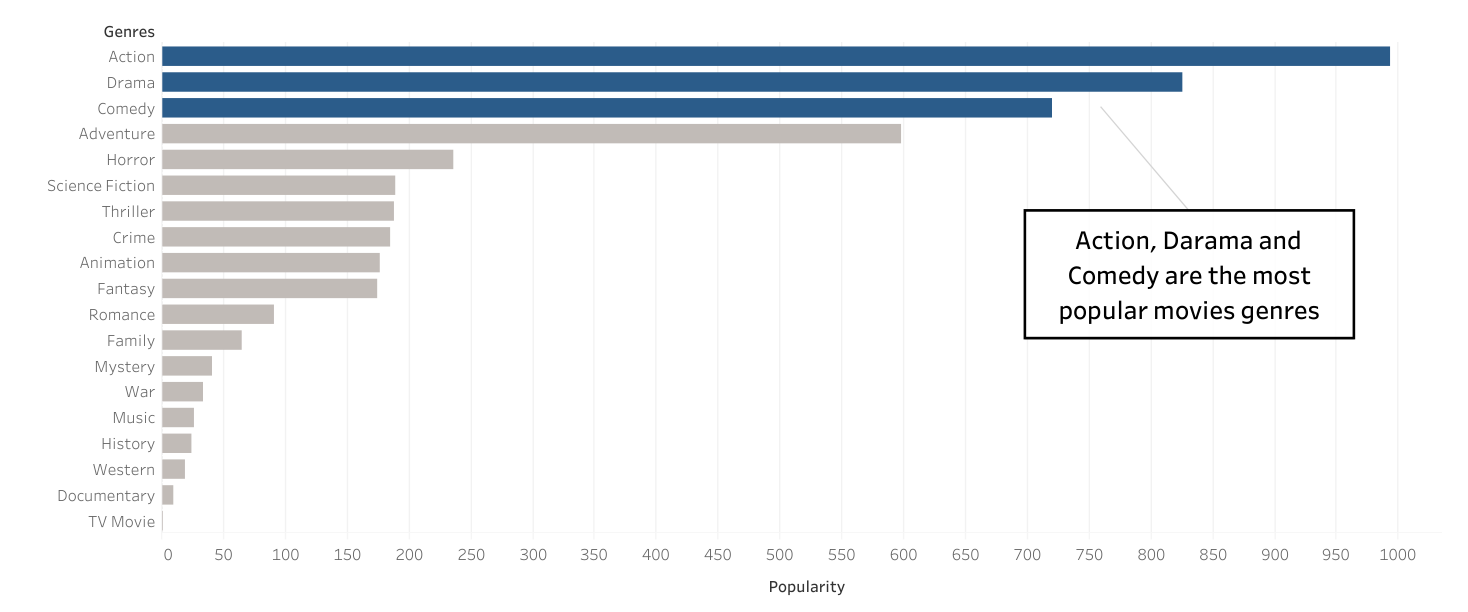 Genres
Action
Drama
Comedy
Adventure
Horror
Science Fiction
Thriller
Crime
Animation
Fantasy
Romance
Family
Mystery
War
Music
History
Western
Documentary
TV Movie
Action, Darama and
Comedy are the most
popular movies genres
0 50 100 150 200 250 300 350 400 450 500 550 600 650 700 750 800 850 900 950 1000
Popularity